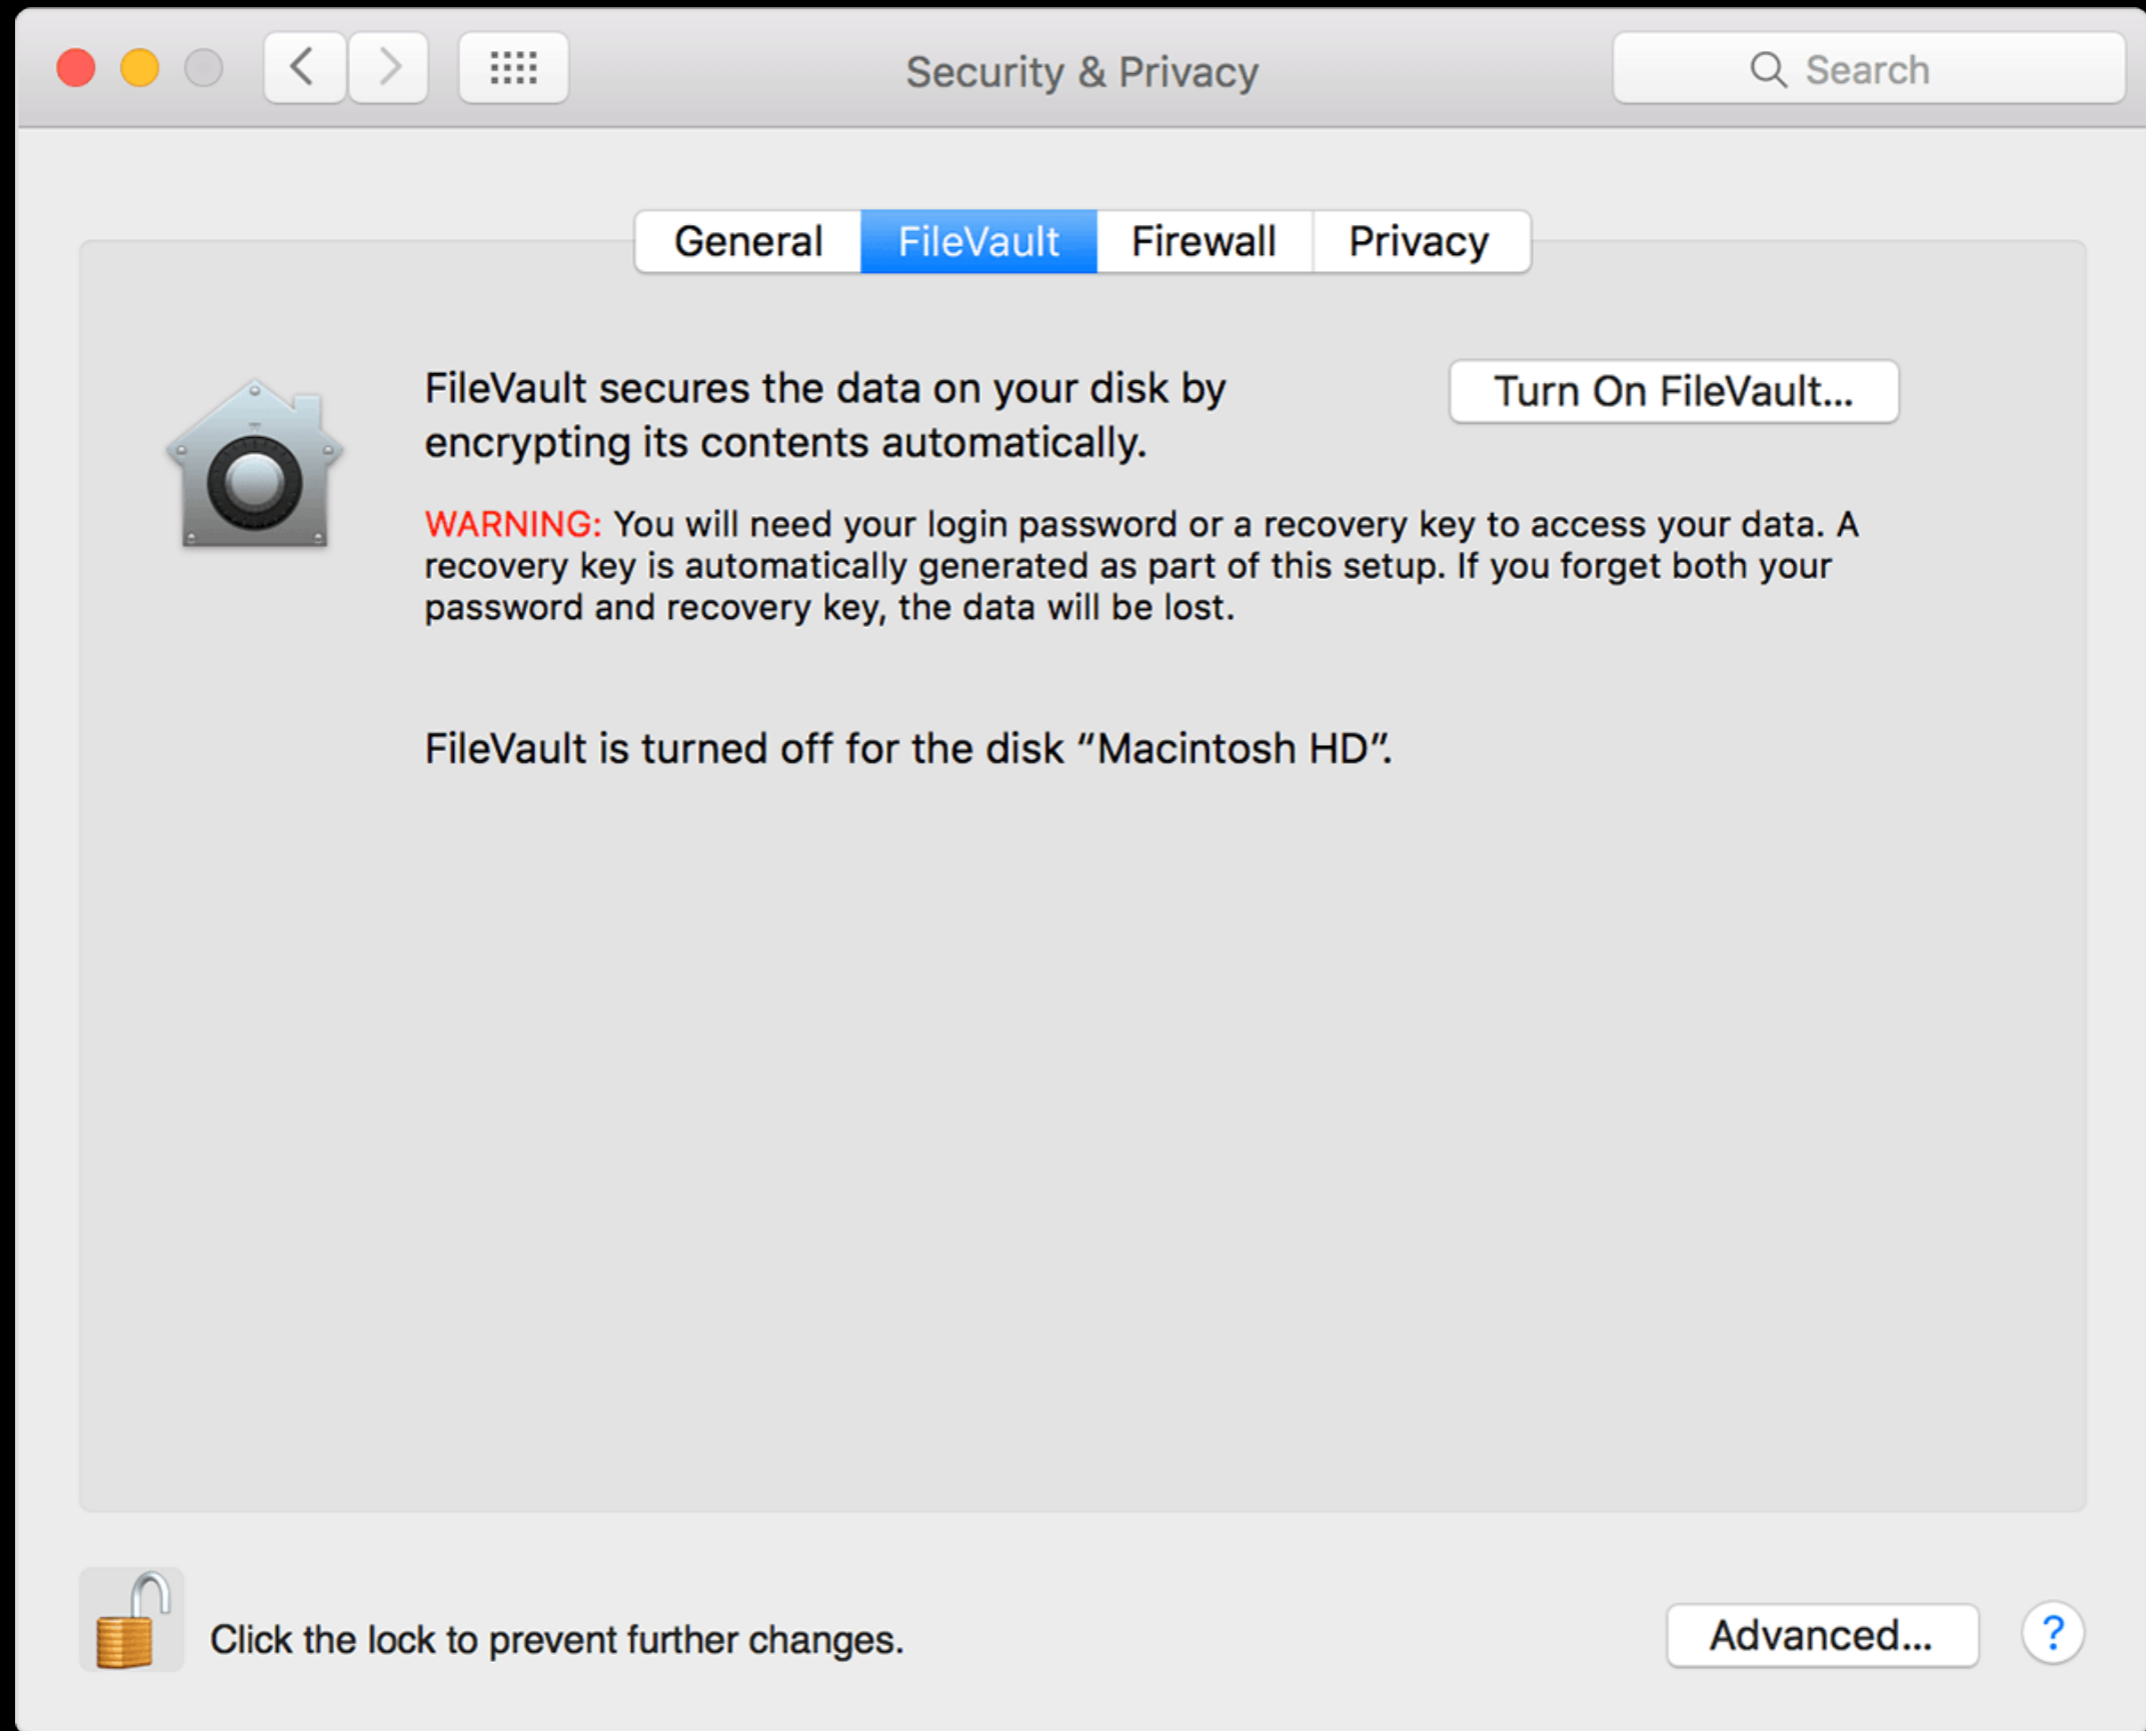 Security & Privacy
Search
General
FileVault
Firewall
Privacy
FileVault secures the data on your disk by
encrypting its contents automatically.
Turn On FileVault...
WARNING: You will need your login password or a recovery key to access your data. A
recovery key is automatically generated as part of this setup. If you forget both your
password and recovery key, the data will be lost.
FileVault is turned off for the disk “Macintosh HD”.
Click the lock to prevent further changes.
Advanced...
?